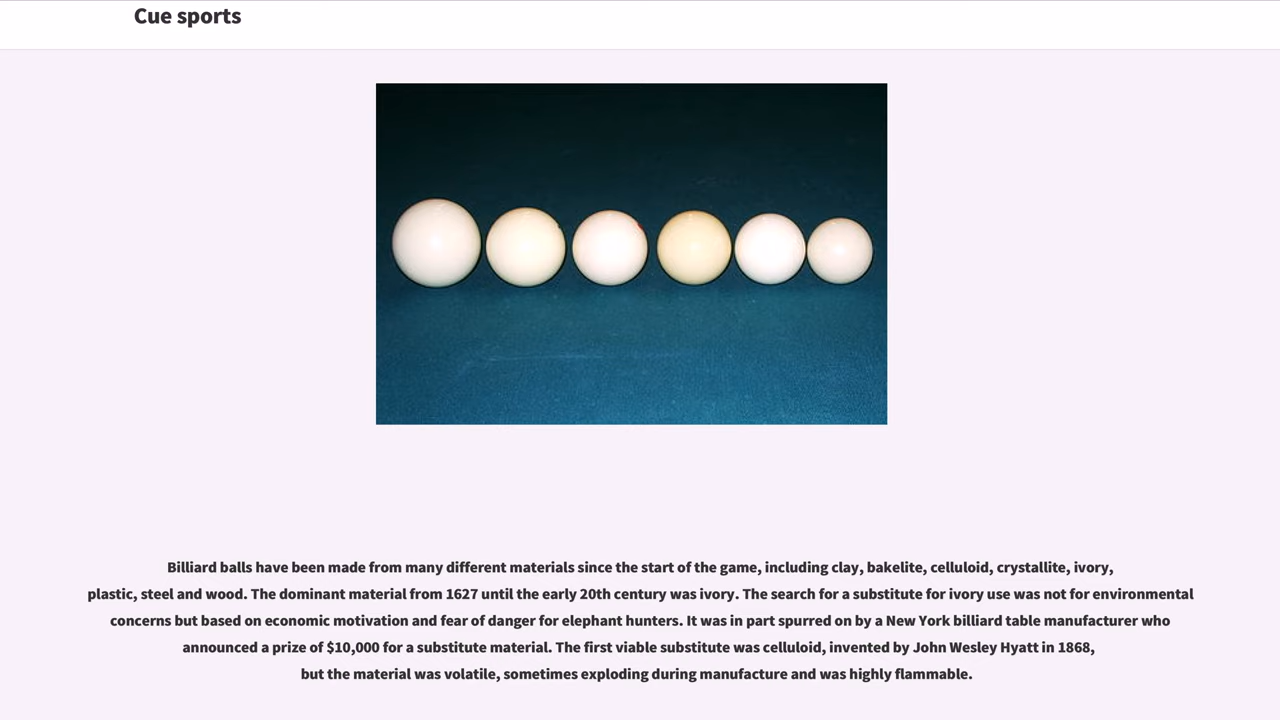 Cue sports
Billiard balls have been made from many different materials since the start of the game, including clay, bakelite, celluloid, crystallite, ivory,
plastic, steel and wood. The dominant material from 1627 until the early 20th century was ivory. The search for a substitute for ivory use was not for environmental
concerns but based on economic motivation and fear of danger for elephant hunters. It was in part spurred on by a New York billiard table manufacturer who
announced a prize of $10,000 for a substitute material. The first viable substitute was celluloid, invented by John Wesley Hyatt in 1868,
but the material was volatile, sometimes exploding during manufacture and was highly flammable.